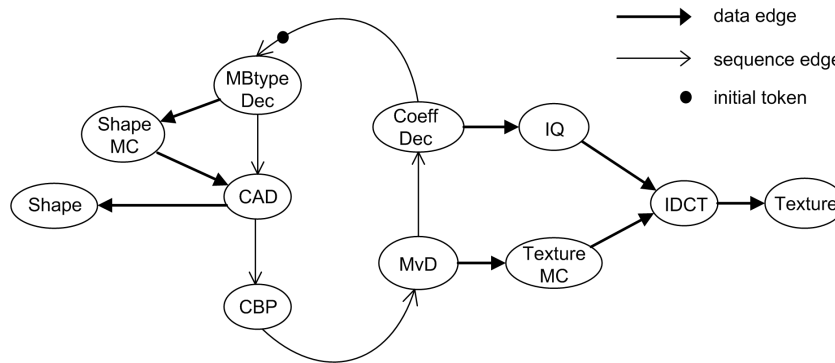 data edge
sequence edge
initial token
MBtype
Dec
Shape
MC
CAD
Shape
CBP
Coeff
Dec
IQ
MvD
Texture
MC
IDCT
Texture